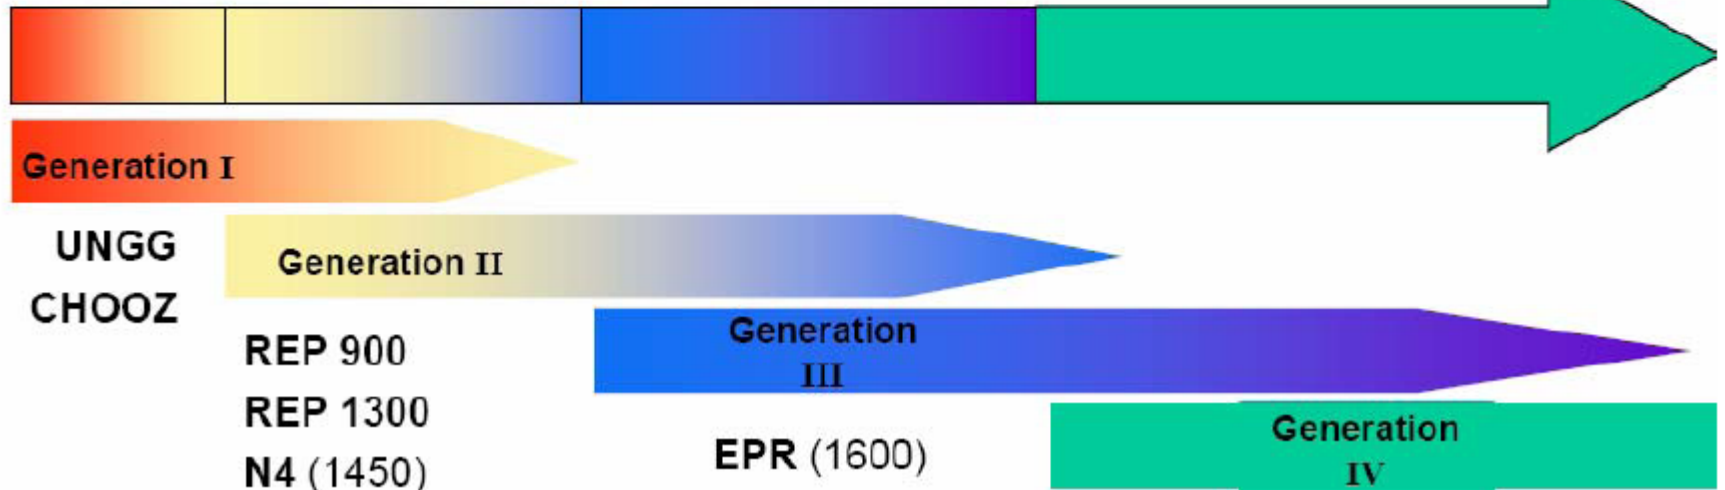 Generation I
UNGG
CHOOZ
Generation II
REP 900
REP 1300
N4 (1450)
Generation
III
EPR (1600)
Generation
IV